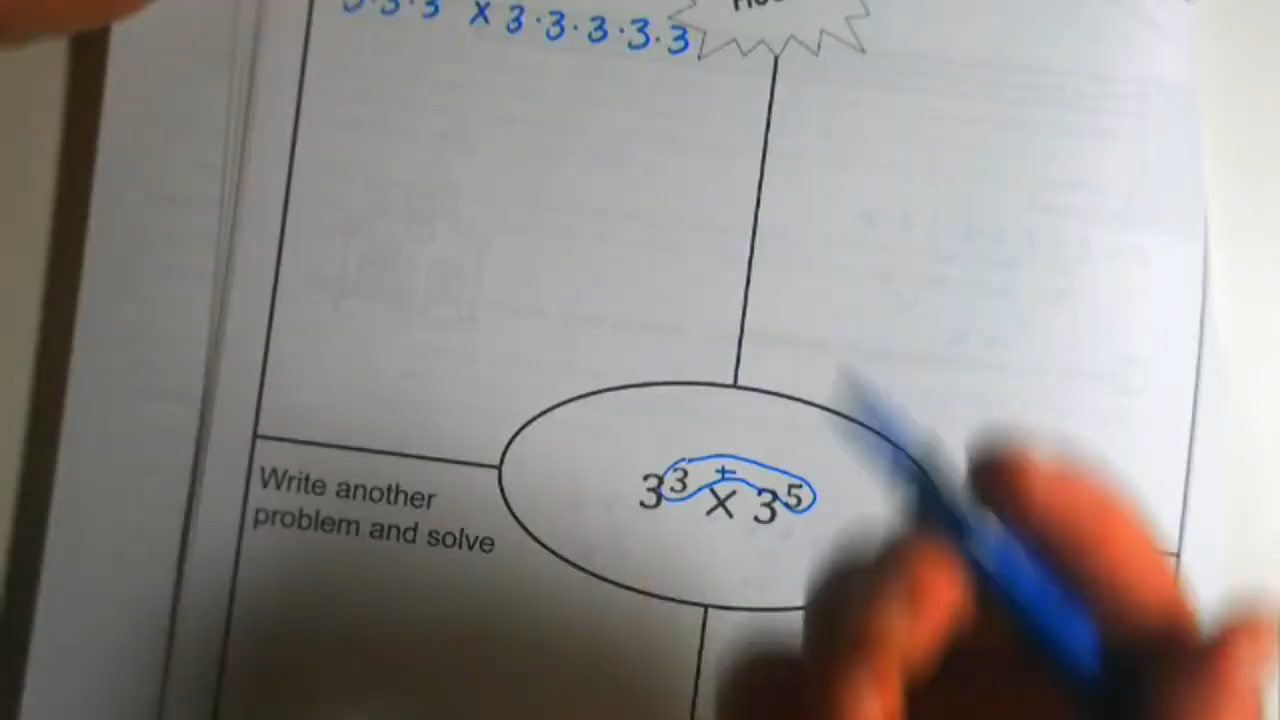 3·3·3 × 3·3·3·3·3
3³ + × 3⁵
Write another
problem and solve